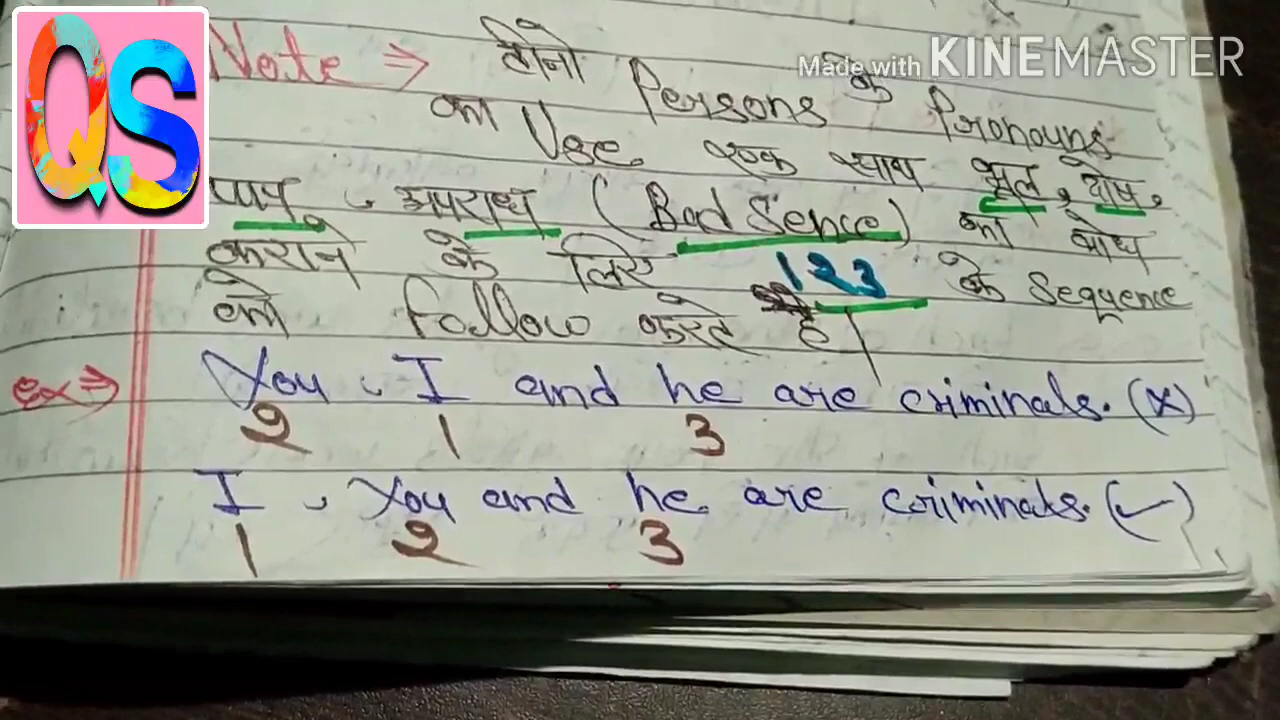 QS
Made with KINEMASTER
Note ⇒ तीनो Persons के Pronouns
का Use एक साथ भूल, दोष,
पाप, अपराध (Bad Sence) का बोध
कराने के लिए 123 के Sequence
को follow करते है।
ex⇒ You, I and he are criminals. (×)
2 1 3
I, You and he are criminals. (✓)
1 2 3